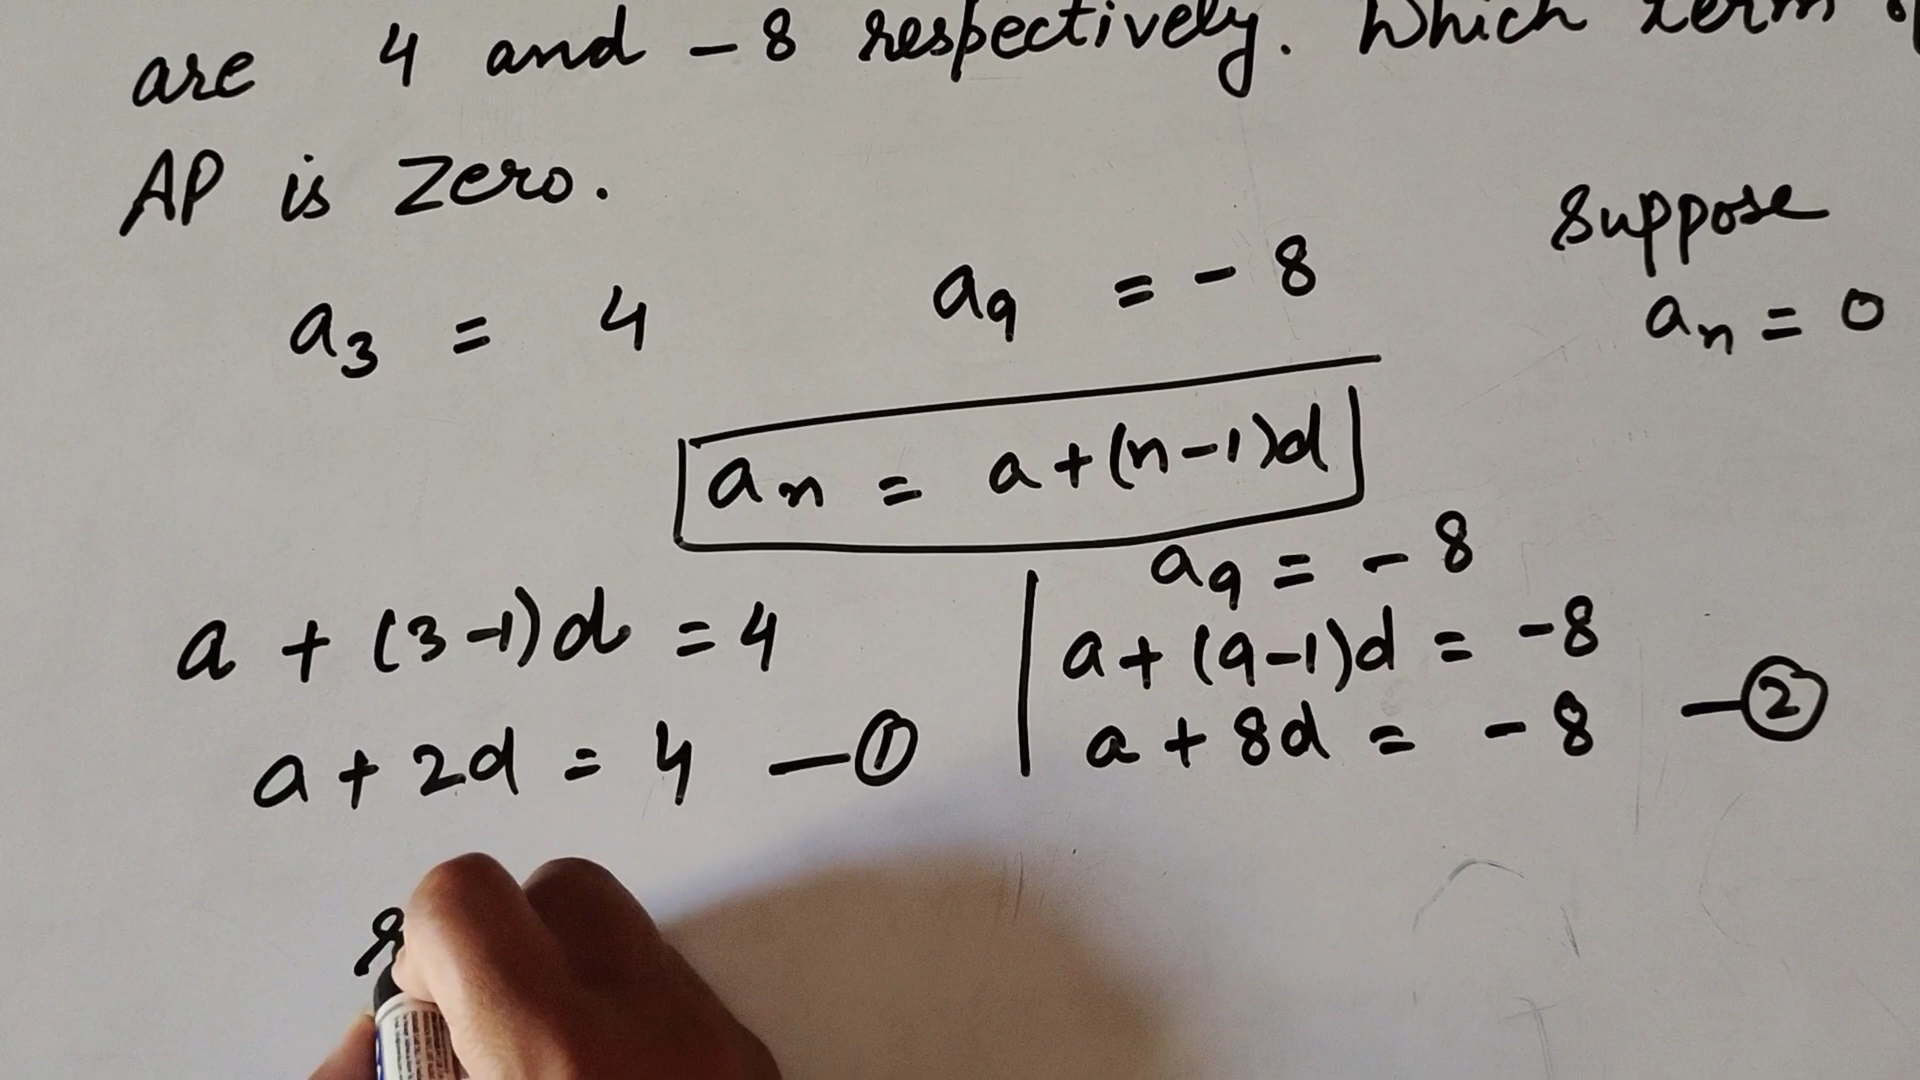 are 4 and -8 respectively. Which term
AP is zero.
Suppose
a₃ = 4
a₉ = -8
aₙ = 0
aₙ = a+(n-1)d
a₉ = -8
a + (3-1)d = 4
a + (9-1)d = -8
a + 2d = 4 —①
a + 8d = -8 —②